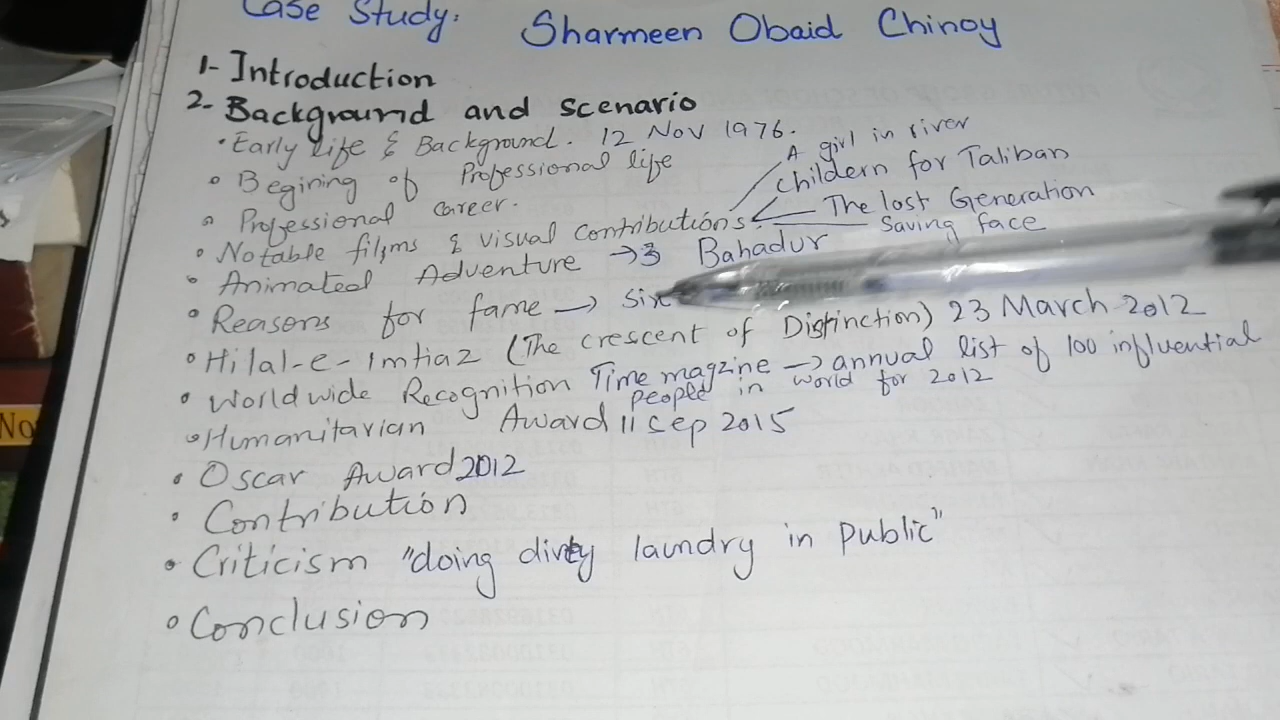 Case Study: Sharmeen Obaid Chinoy
1- Introduction
2- Background and scenario
• Early Life & Background. 12 Nov 1976.
• Begining of Professional life
• Professional career.
• Notable films & visual contributions.
A girl in river
childern for Taliban
The lost Generation
Saving face
• Animated Adventure → 3 Bahadur
• Reasons for fame → Six
• Hilal-e-Imtiaz (The crescent of Distinction) 23 March 2012
• Worldwide Recognition Time magzine → annual list of 100 influential
people in world for 2012
• Humanitarian Award 11 sep 2015
• Oscar Award 2012
• Contribution
• Criticism "doing dirty laundry in public"
• Conclusion
No